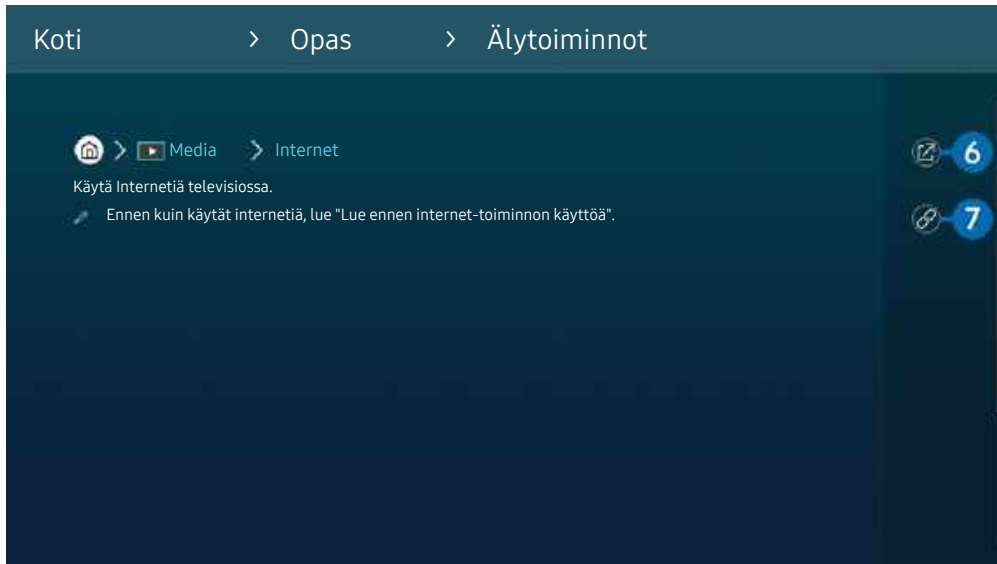 Koti > Opas > Älytoiminnot
> Media > Internet
6
Käytä Internetiä televisiossa.
Ennen kuin käytät internetiä, lue "Lue ennen internet-toiminnon käyttöä".
7